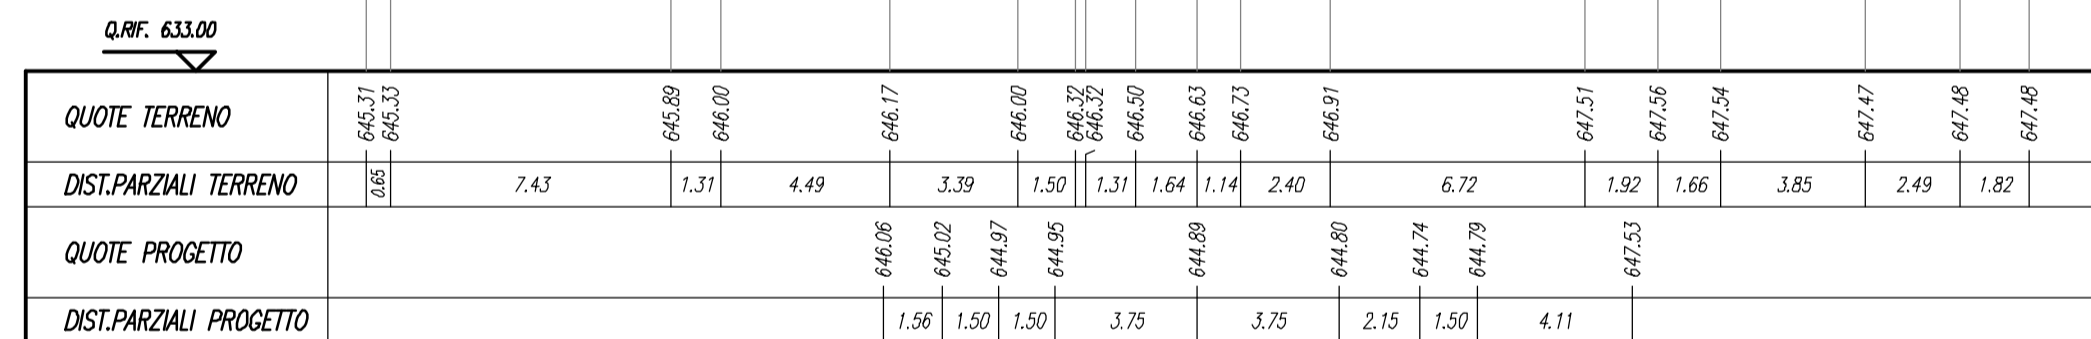 Q.RIF. 633.00
QUOTE TERRENO 645.31 645.33 645.89 646.00 646.17 646.00 646.32 646.32 646.50 646.63 646.73 646.91 647.51 647.56 647.54 647.47 647.48 647.48
DIST.PARZIALI TERRENO 0.65 7.43 1.31 4.49 3.39 1.50 1.31 1.64 1.14 2.40 6.72 1.92 1.66 3.85 2.49 1.82
QUOTE PROGETTO 646.06 645.02 644.97 644.95 644.89 644.80 644.74 644.79 647.53
DIST.PARZIALI PROGETTO 1.56 1.50 1.50 3.75 3.75 2.15 1.50 4.11